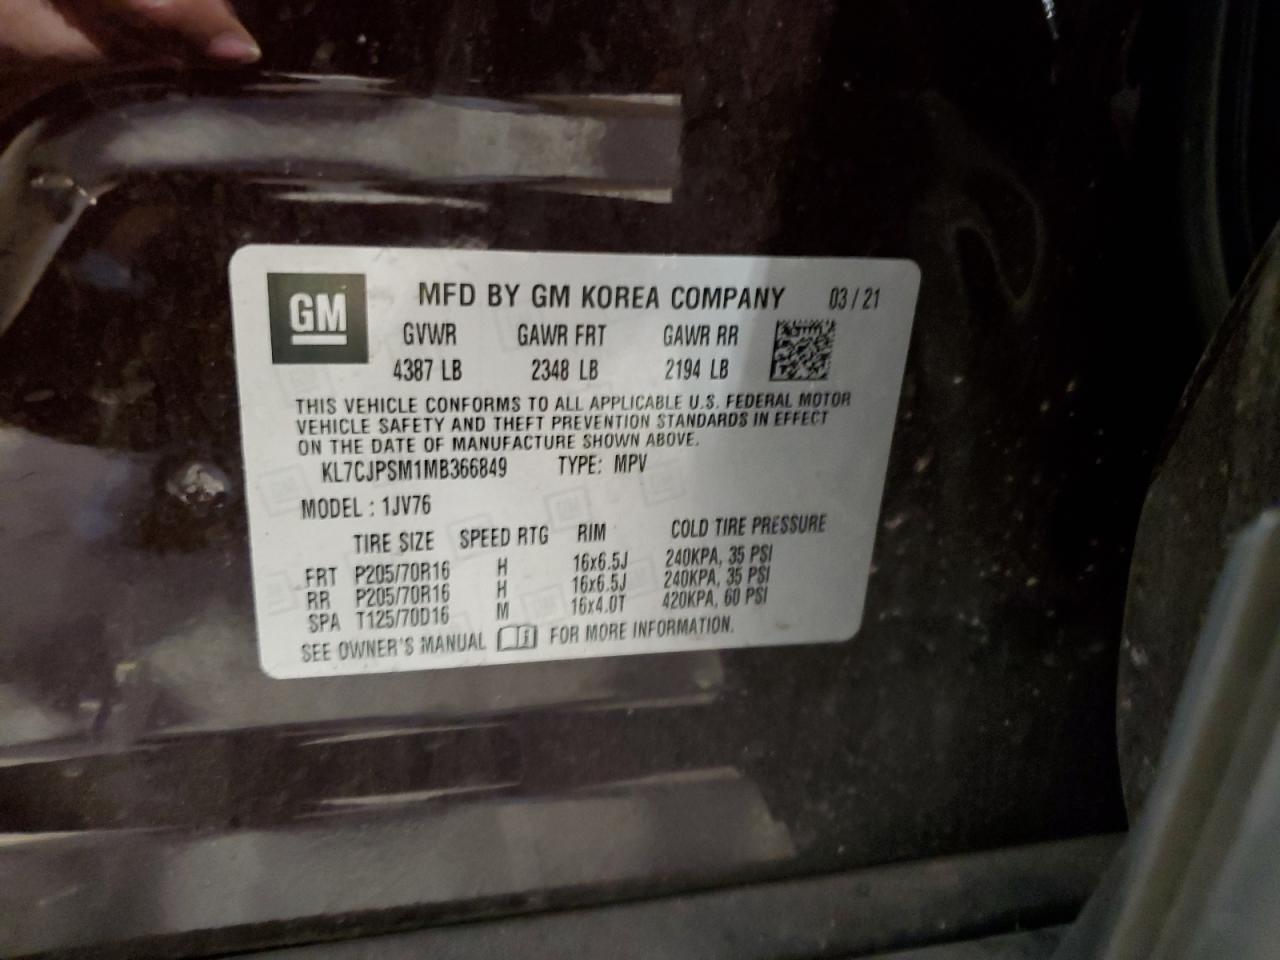 GM
MFD BY GM KOREA COMPANY 03/21
GVWR GAWR FRT GAWR RR
4387 LB 2348 LB 2194 LB
THIS VEHICLE CONFORMS TO ALL APPLICABLE U.S. FEDERAL MOTOR
VEHICLE SAFETY AND THEFT PREVENTION STANDARDS IN EFFECT
ON THE DATE OF MANUFACTURE SHOWN ABOVE.
KL7CJPSM1MB366849 TYPE: MPV
MODEL : 1JV76
TIRE SIZE SPEED RTG RIM COLD TIRE PRESSURE
FRT P205/70R16 H 16x6.5J 240KPA, 35 PSI
RR P205/70R16 H 16x6.5J 240KPA, 35 PSI
SPA T125/70D16 M 16x4.0T 420KPA, 60 PSI
SEE OWNER'S MANUAL FOR MORE INFORMATION.